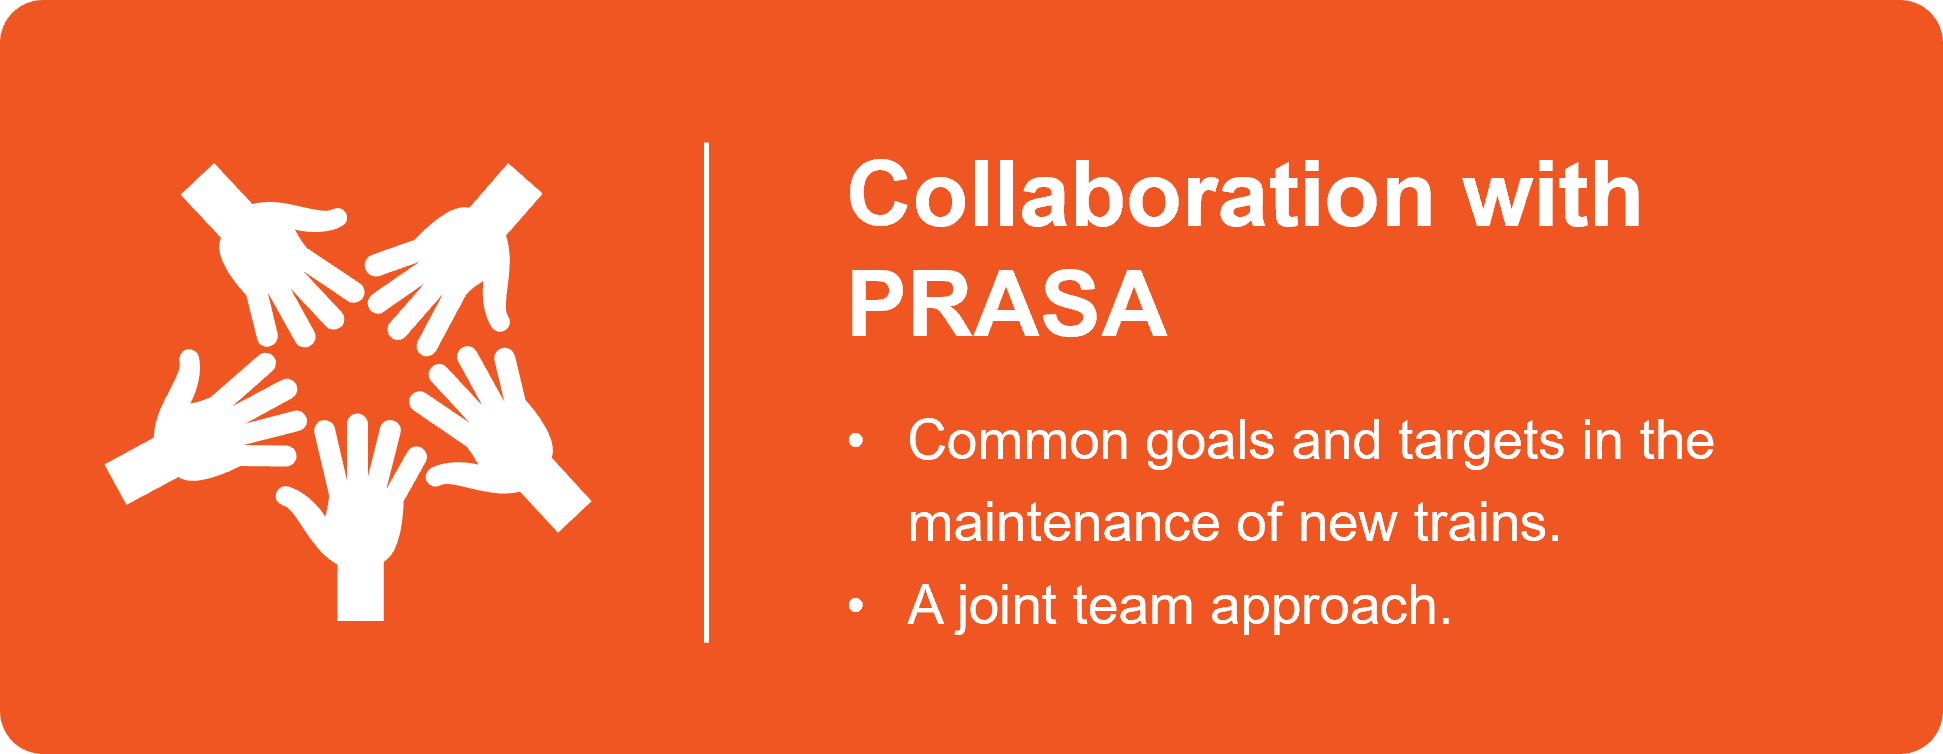 Collaboration with
PRASA
• Common goals and targets in the
maintenance of new trains.
• A joint team approach.